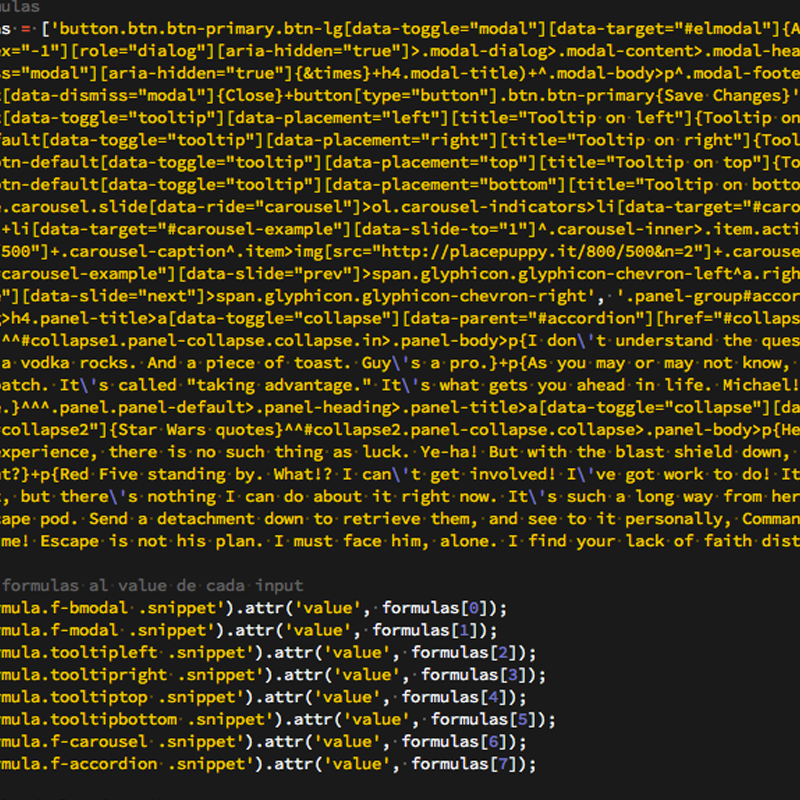 mulas
as = ['button.btn.btn-primary.btn-lg[data-toggle="modal"][data-target="#elmodal"]{A
ex="-1"][role="dialog"][aria-hidden="true"]>.modal-dialog>.modal-content>.modal-hea
ss="modal"][aria-hidden="true"]{&times}+h4.modal-title)+^.modal-body>p^.modal-foote
[data-dismiss="modal"]{Close}+button[type="button"].btn.btn-primary{Save Changes}'
[data-toggle="tooltip"][data-placement="left"][title="Tooltip on left"]{Tooltip on
fault[data-toggle="tooltip"][data-placement="right"][title="Tooltip on right"]{Tool
tn-default[data-toggle="tooltip"][data-placement="top"][title="Tooltip on top"]{To
tn-default[data-toggle="tooltip"][data-placement="bottom"][title="Tooltip on botto
e.carousel.slide[data-ride="carousel"]>ol.carousel-indicators>li[data-target="#caro
+li[data-target="#carousel-example"][data-slide-to="1"]^.carousel-inner>.item.acti
500"]+.carousel-caption^.item>img[src="http://placepuppy.it/800/500&n=2"]+.carouse
carousel-example"][data-slide="prev"]>span.glyphicon.glyphicon-chevron-left^a.righ
e"][data-slide="next"]>span.glyphicon.glyphicon-chevron-right', '.panel-group#accor
g>h4.panel-title>a[data-toggle="collapse"][data-parent="#accordion"][href="#collaps
^^#collapse1.panel-collapse.collapse.in>.panel-body>p{I don\'t understand the ques
a vodka rocks. And a piece of toast. Guy\'s a pro.}+p{As you may or may not know,
patch. It\'s called "taking advantage." It\'s what gets you ahead in life. Michael!
e.}^^^.panel.panel-default>.panel-heading>.panel-title>a[data-toggle="collapse"][da
collapse2"]{Star Wars quotes}^^#collapse2.panel-collapse.collapse>.panel-body>p{He
experience, there is no such thing as luck. Ye-ha! But with the blast shield down,
at?}+p{Red Five standing by. What!? I can\'t get involved! I\'ve got work to do! It
, but there\'s nothing I can do about it right now. It\'s such a long way from her
cape pod. Send a detachment down to retrieve them, and see to it personally, Comman
me! Escape is not his plan. I must face him, alone. I find your lack of faith dist
formulas al value de cada input
rmula.f-bmodal .snippet').attr('value', formulas[0]);
rmula.f-modal .snippet').attr('value', formulas[1]);
rmula.tooltipleft .snippet').attr('value', formulas[2]);
rmula.tooltipright .snippet').attr('value', formulas[3]);
rmula.tooltiptop .snippet').attr('value', formulas[4]);
rmula.tooltipbottom .snippet').attr('value', formulas[5]);
rmula.f-carousel .snippet').attr('value', formulas[6]);
rmula.f-accordion .snippet').attr('value', formulas[7]);